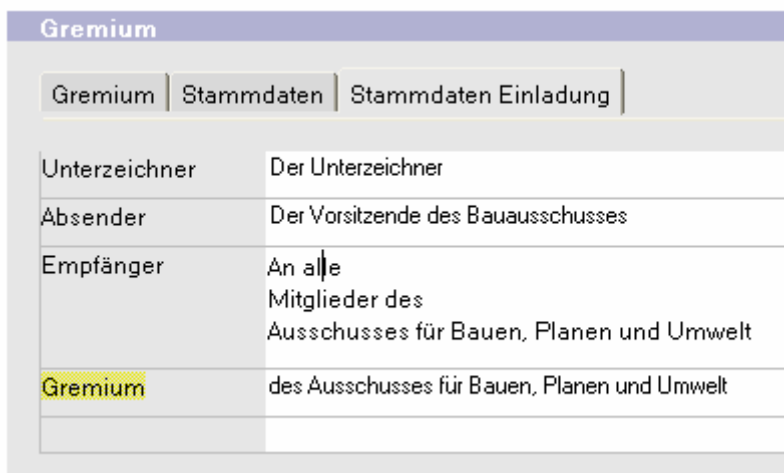 Gremium
Gremium Stammdaten Stammdaten Einladung
Unterzeichner Der Unterzeichner
Absender Der Vorsitzende des Bauausschusses
Empfänger An alle
Mitglieder des
Ausschusses für Bauen, Planen und Umwelt
Gremium des Ausschusses für Bauen, Planen und Umwelt